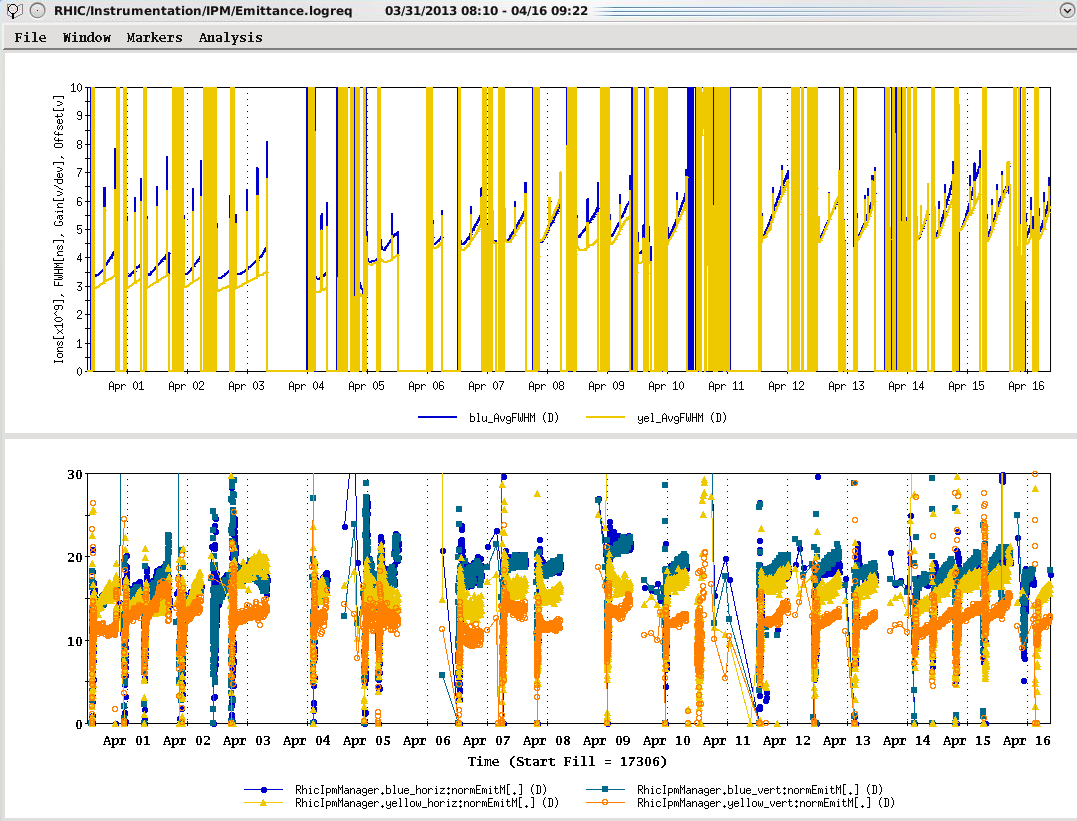 RHIC/Instrumentation/IPM/Emittance.logreq 03/31/2013 08:10 - 04/16 09:22
File Window Markers Analysis
Ions[x10^9], FWHM[ns], Gain[v/dev], Offset[v]
10
9
8
7
6
5
4
3
2
1
0
Apr 01 Apr 02 Apr 03 Apr 04 Apr 05 Apr 06 Apr 07 Apr 08 Apr 09 Apr 10 Apr 11 Apr 12 Apr 13 Apr 14 Apr 15 Apr 16
blu_AvgFWHM (D) yel_AvgFWHM (D)
30
20
10
0
Apr 01 Apr 02 Apr 03 Apr 04 Apr 05 Apr 06 Apr 07 Apr 08 Apr 09 Apr 10 Apr 11 Apr 12 Apr 13 Apr 14 Apr 15 Apr 16
Time (Start Fill = 17306)
RhicIpmManager.blue_horiz:normEmitM[.] (D) RhicIpmManager.blue_vert:normEmitM[.] (D)
RhicIpmManager.yellow_horiz:normEmitM[.] (D) RhicIpmManager.yellow_vert:normEmitM[.] (D)